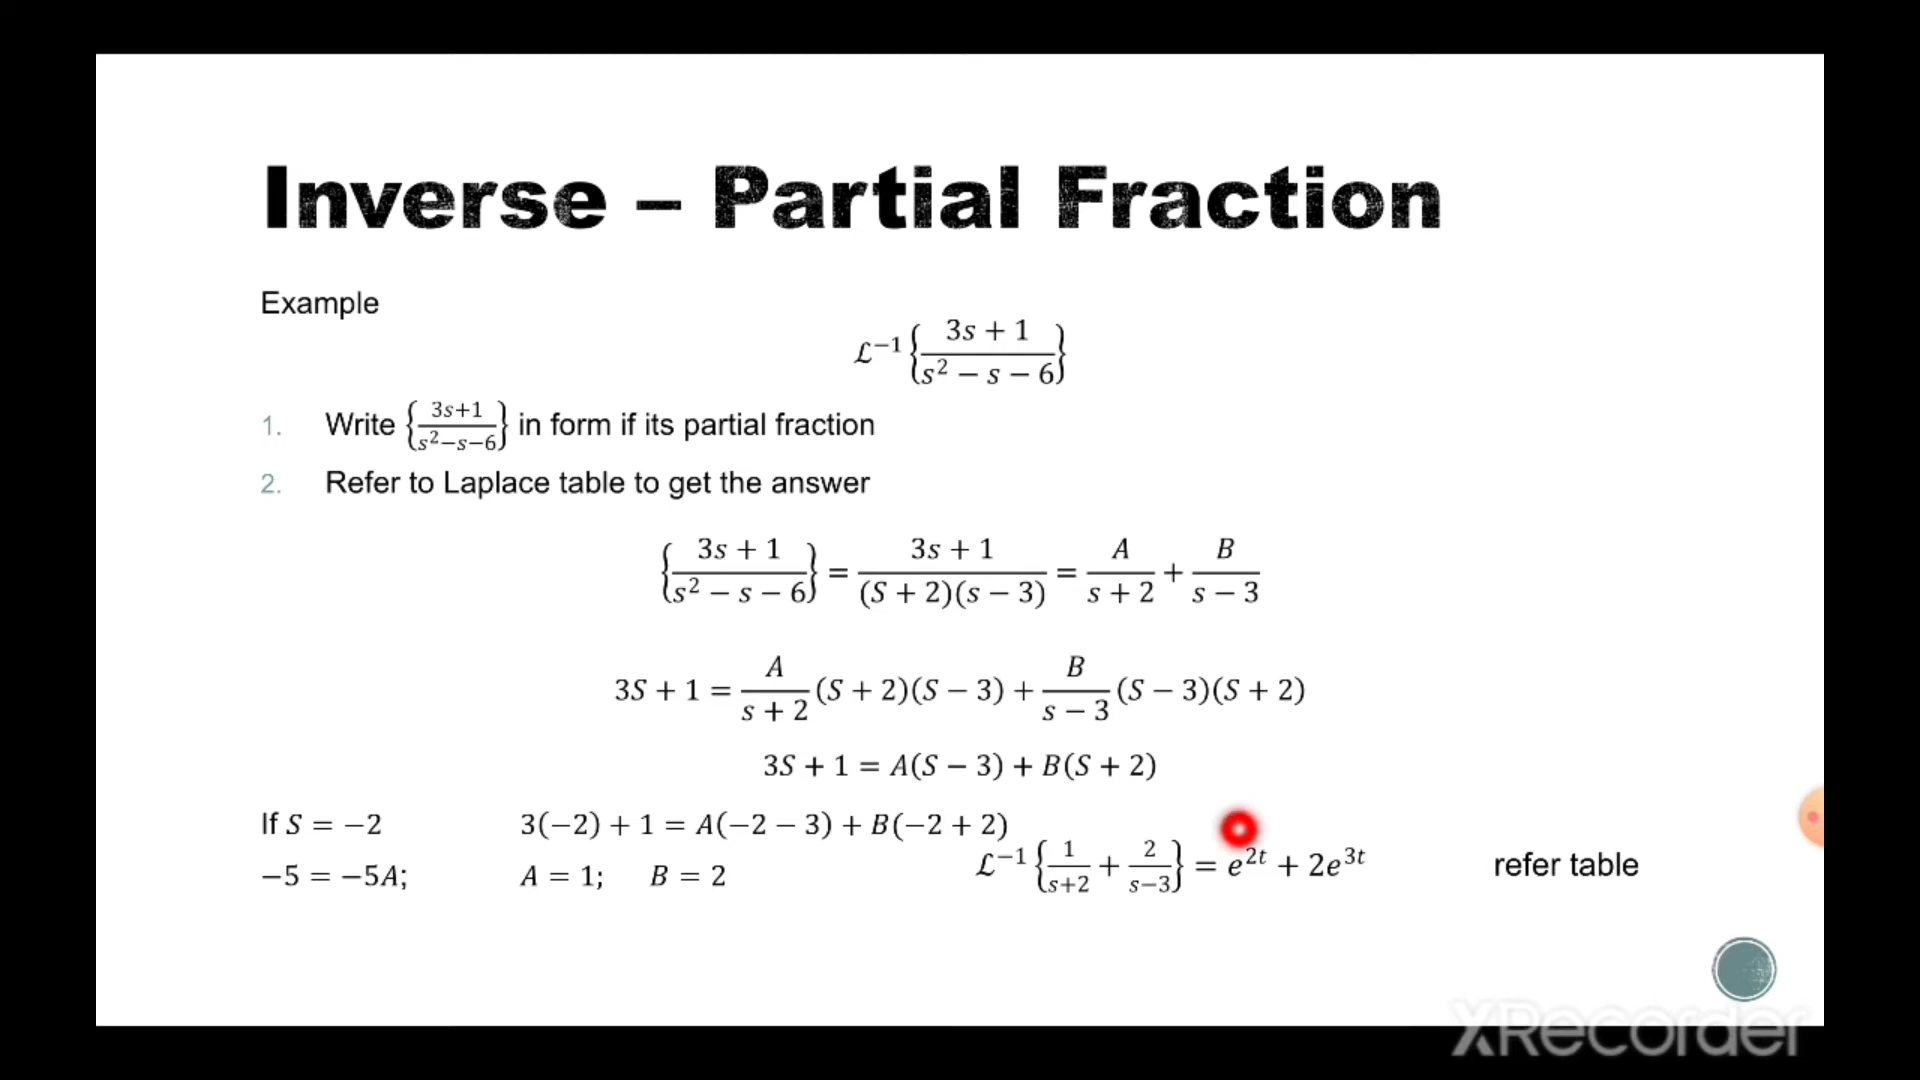 Inverse – Partial Fraction
Example
ℒ⁻¹{(3s + 1)/(s² − s − 6)}
1. Write {(3s+1)/(s²−s−6)} in form if its partial fraction
2. Refer to Laplace table to get the answer
{(3s + 1)/(s² − s − 6)} = (3s + 1)/((S + 2)(s − 3)) = A/(s + 2) + B/(s − 3)
3S + 1 = A/(s + 2) (S + 2)(S − 3) + B/(s − 3) (S − 3)(S + 2)
3S + 1 = A(S − 3) + B(S + 2)
If S = −2 3(−2) + 1 = A(−2 − 3) + B(−2 + 2)
−5 = −5A; A = 1; B = 2 ℒ⁻¹{1/(s+2) + 2/(s−3)} = e²ᵗ + 2e³ᵗ refer table
XRecorder